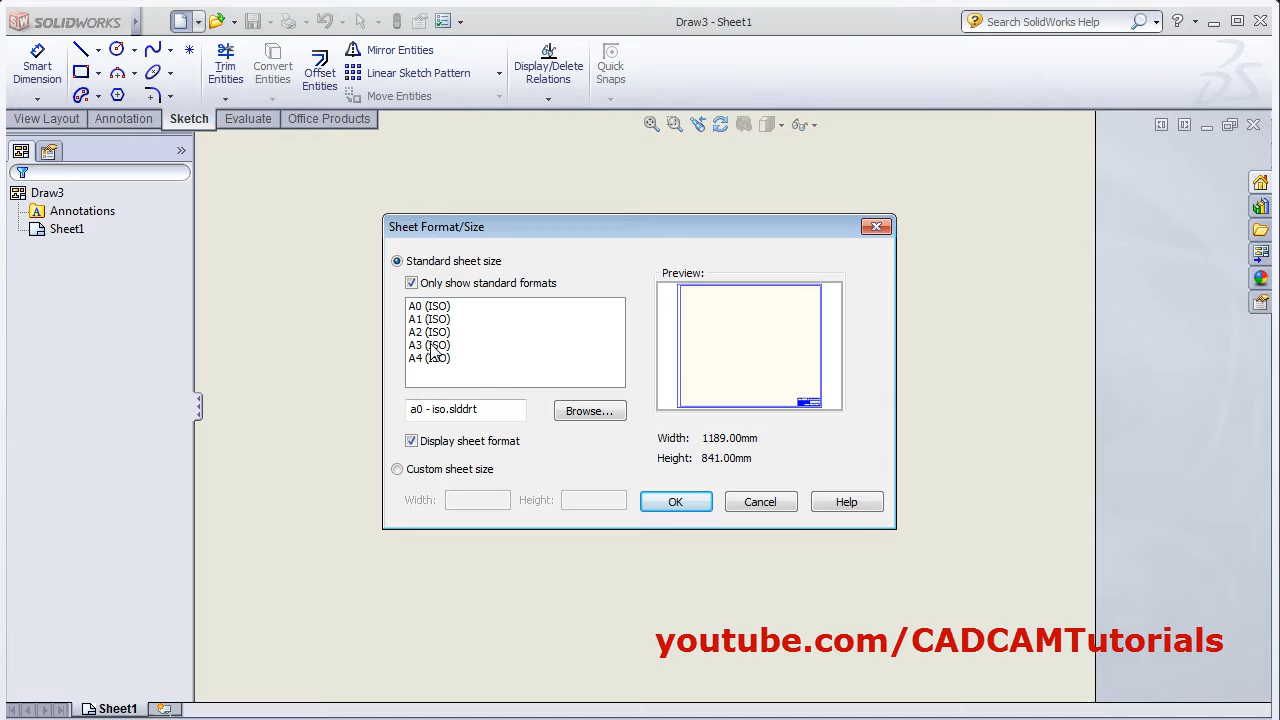 SOLIDWORKS
Draw3 - Sheet1
Search SolidWorks Help
Smart Dimension
Trim Entities
Convert Entities
Offset Entities
Mirror Entities
Linear Sketch Pattern
Move Entities
Display/Delete Relations
Quick Snaps
View Layout
Annotation
Sketch
Evaluate
Office Products
Draw3
Annotations
Sheet1
Sheet Format/Size
Standard sheet size
Only show standard formats
A0 (ISO)
A1 (ISO)
A2 (ISO)
A3 (ISO)
A4 (ISO)
a0 - iso.slddrt
Browse...
Display sheet format
Custom sheet size
Width:
Height:
Preview:
Width: 1189.00mm
Height: 841.00mm
OK
Cancel
Help
youtube.com/CADCAMTutorials
Sheet1